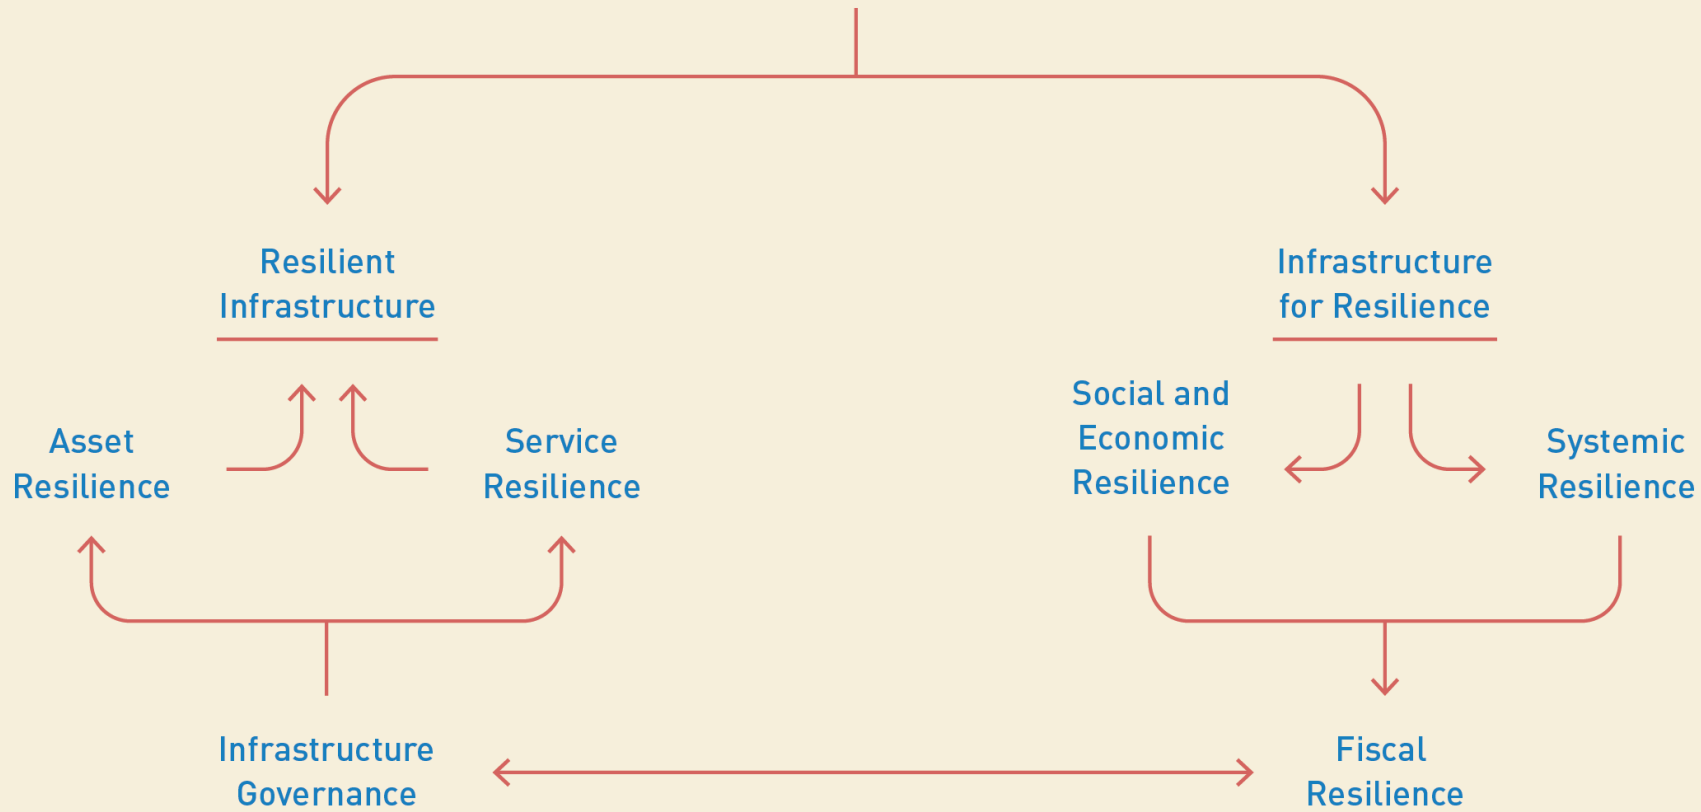 Resilient
Infrastructure
Infrastructure
for Resilience
Asset
Resilience
Service
Resilience
Social and
Economic
Resilience
Systemic
Resilience
Infrastructure
Governance
Fiscal
Resilience